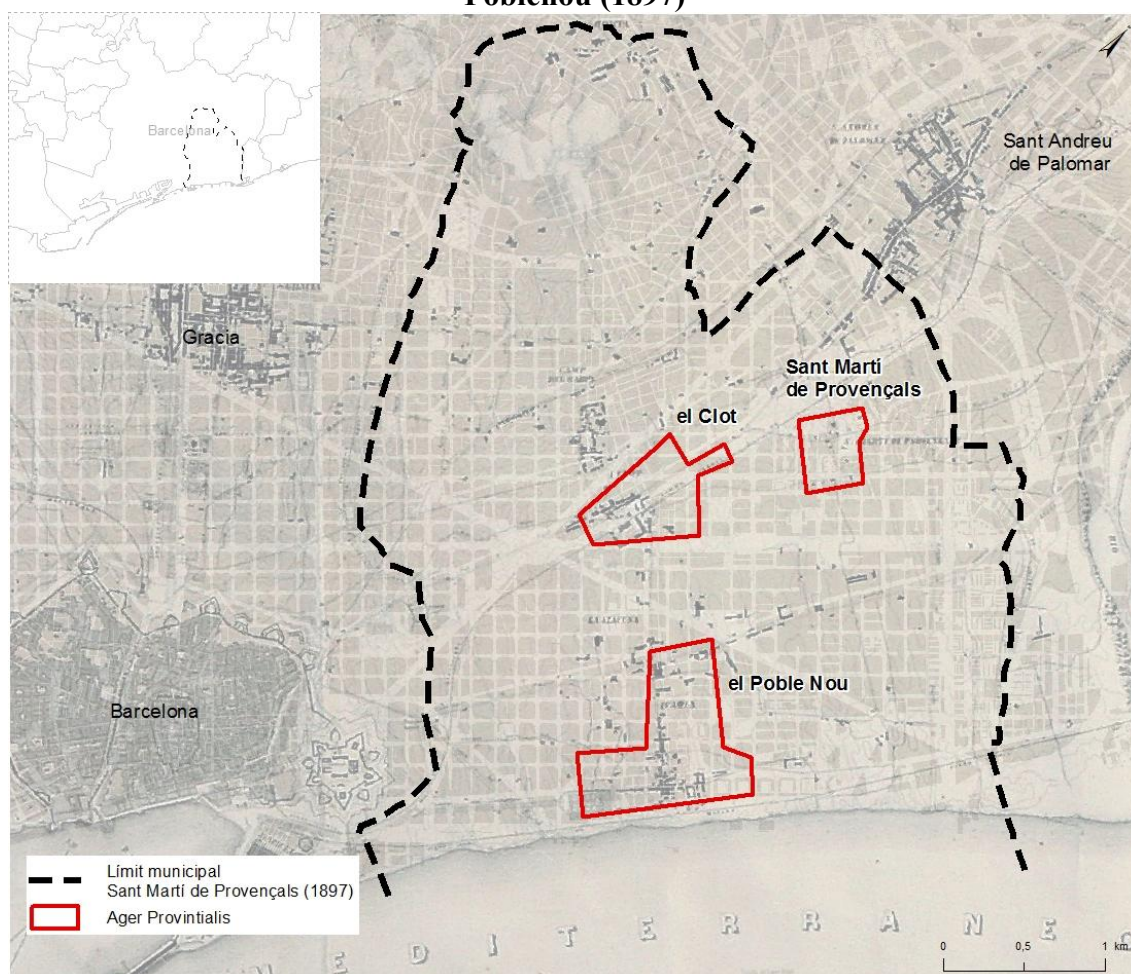 Poblenou (1897)
Barcelona
Sant Andreu
de Palomar
Gracia
Sant Martí
de Provençals
el Clot
el Poble Nou
Barcelona
Límit municipal
Sant Martí de Provençals (1897)
Ager Provintialis
M E D I T E R R A N E O
0 0,5 1 km